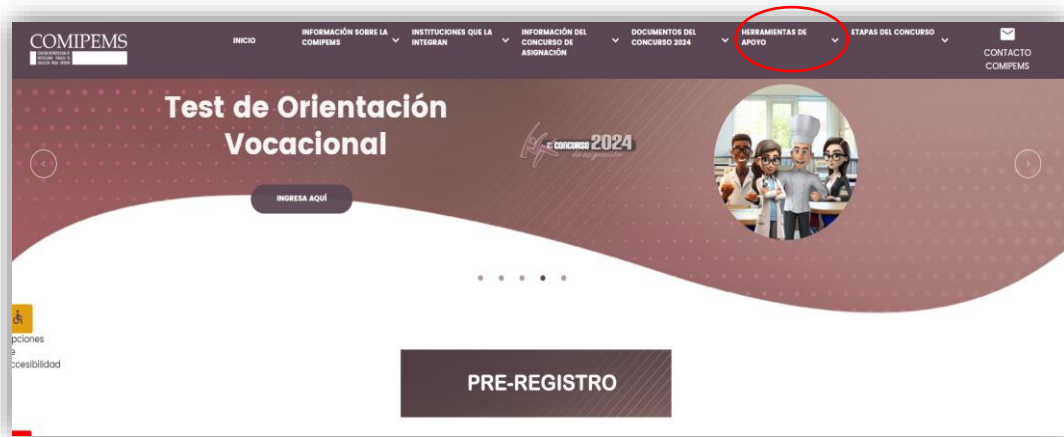 COMIPEMS
INICIO
INFORMACIÓN SOBRE LA
COMIPEMS
INSTITUCIONES QUE LA
INTEGRAN
INFORMACIÓN DEL
CONCURSO DE
ASIGNACIÓN
DOCUMENTOS DEL
CONCURSO 2024
HERRAMIENTAS DE
APOYO
ETAPAS DEL CONCURSO
CONTACTO
COMIPEMS
Test de Orientación
Vocacional
CONCURSO 2024
de asignación
INGRESA AQUÍ
pciones
e
ccesibilidad
PRE-REGISTRO